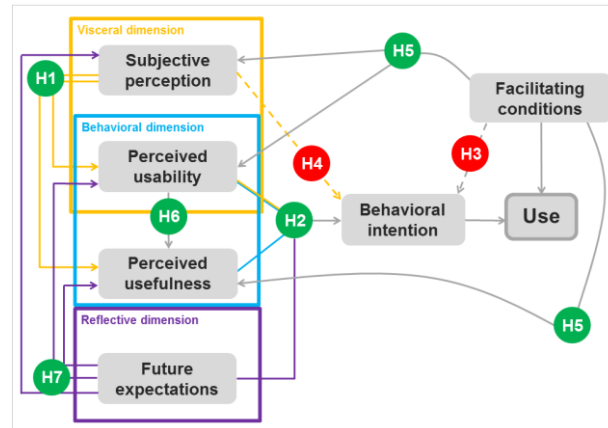 Visceral dimension
Subjective
perception
H1
H5
Facilitating
conditions
Behavioral dimension
Perceived
usability
H4
H3
H6
H2
Behavioral
intention
Use
Perceived
usefulness
H5
Reflective dimension
Future
expectations
H7